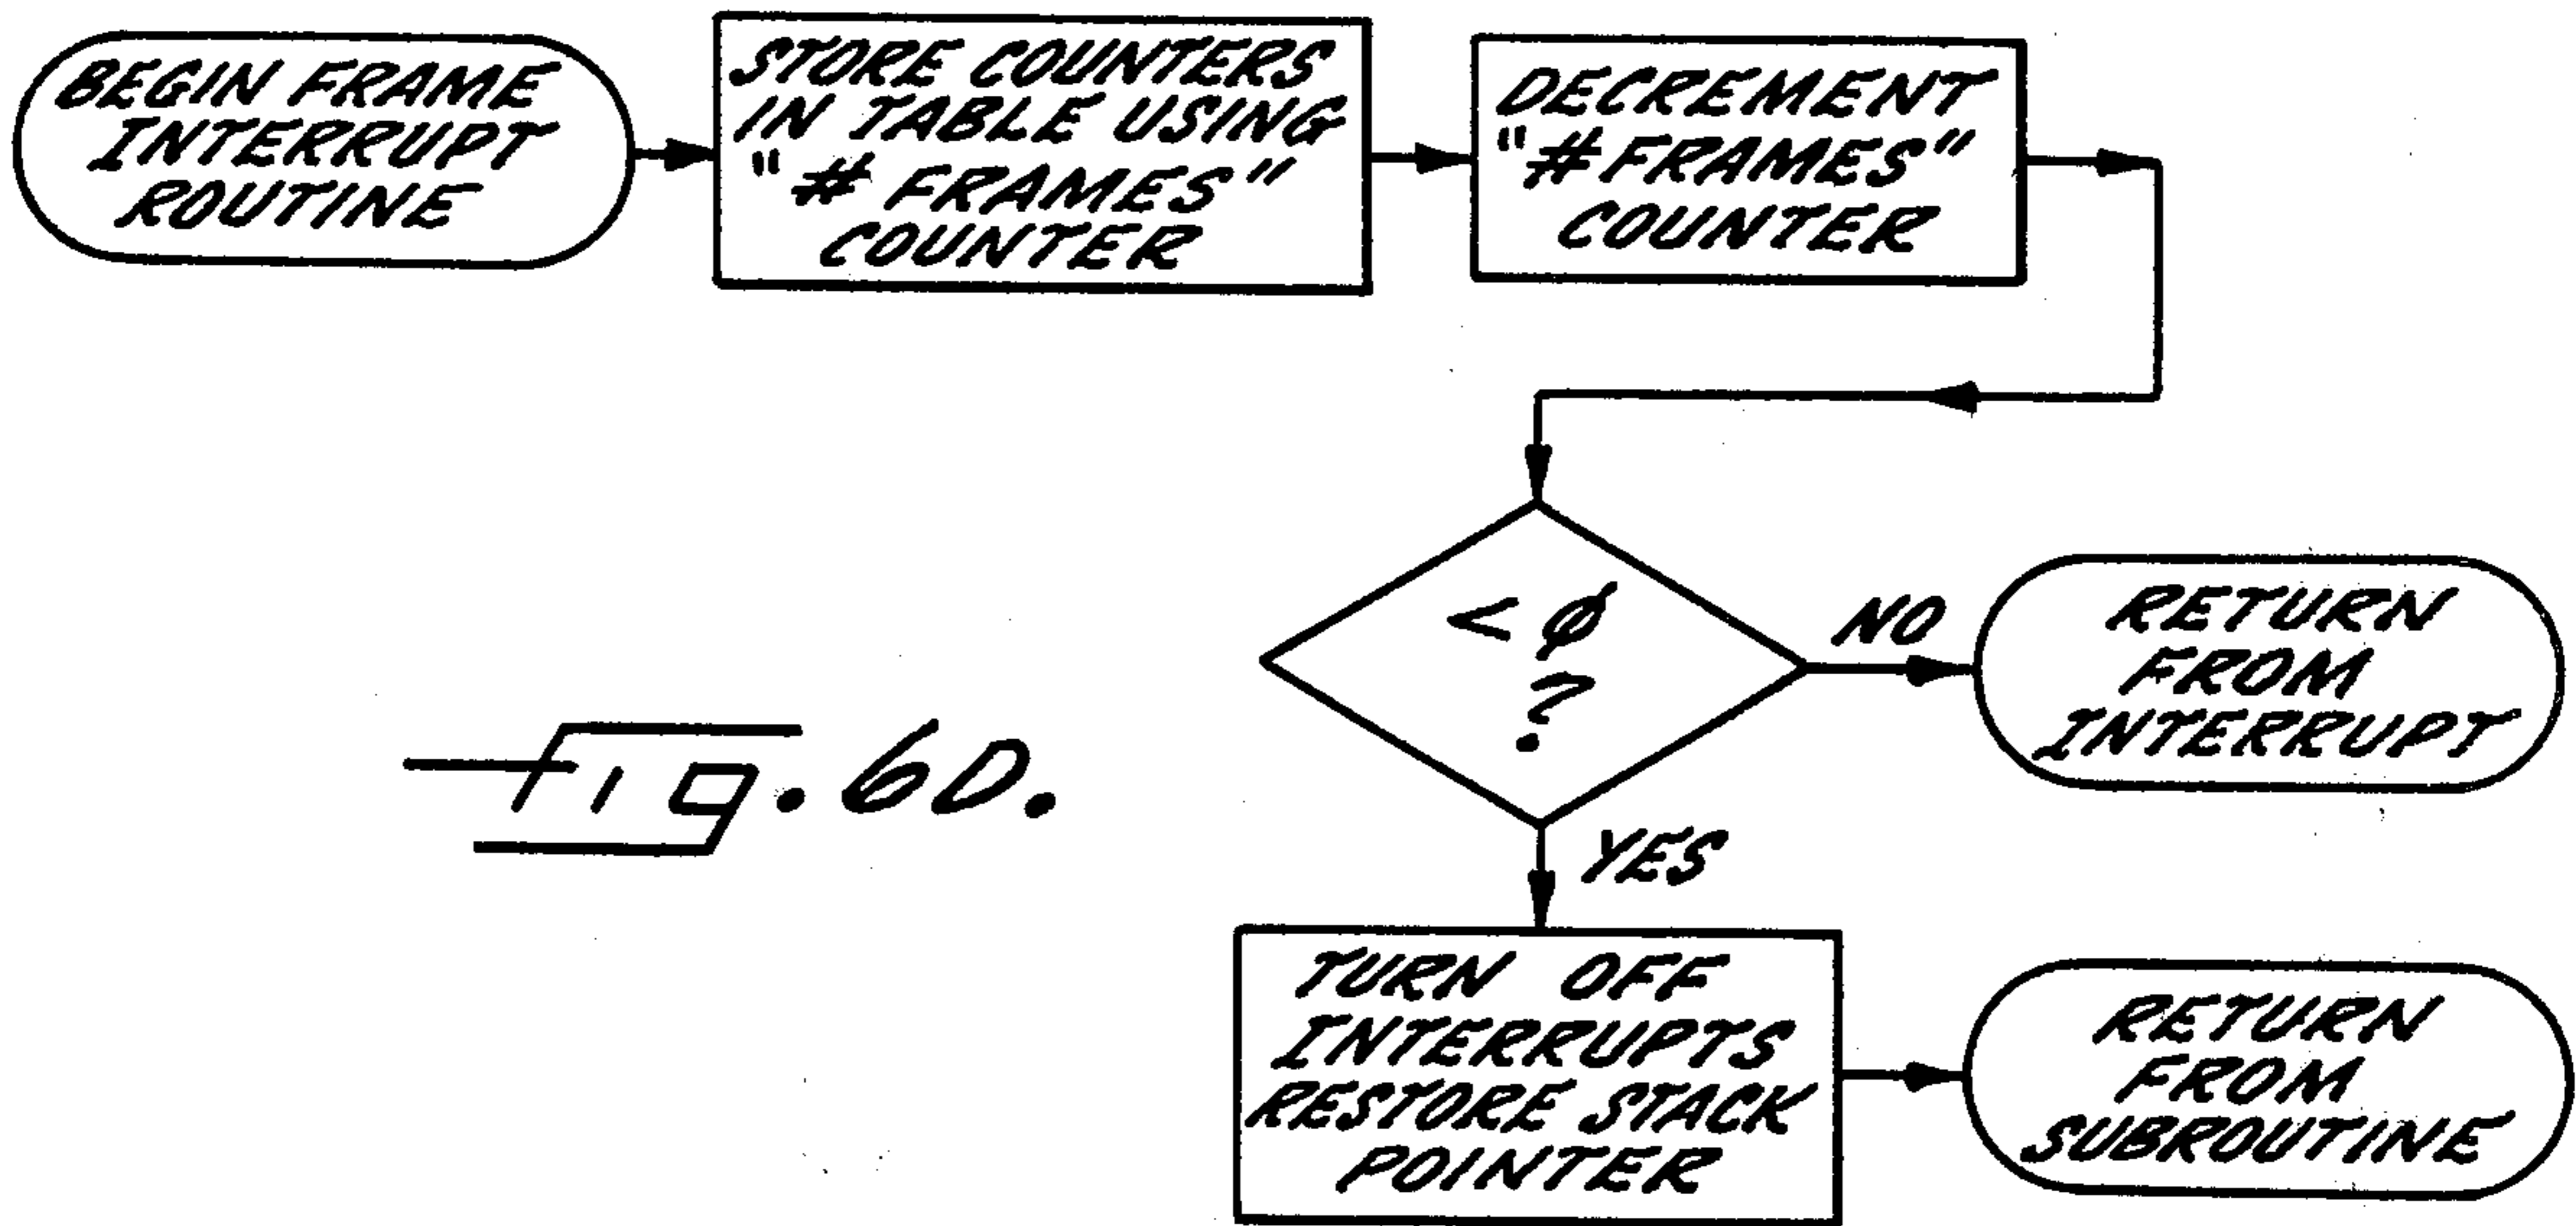 BEGIN FRAME
INTERRUPT
ROUTINE
STORE COUNTERS
IN TABLE USING
"# FRAMES"
COUNTER
DECREMENT
"# FRAMES"
COUNTER
< ϕ
?
NO
RETURN
FROM
INTERRUPT
YES
TURN OFF
INTERRUPTS
RESTORE STACK
POINTER
RETURN
FROM
SUBROUTINE
Fig. 6D.